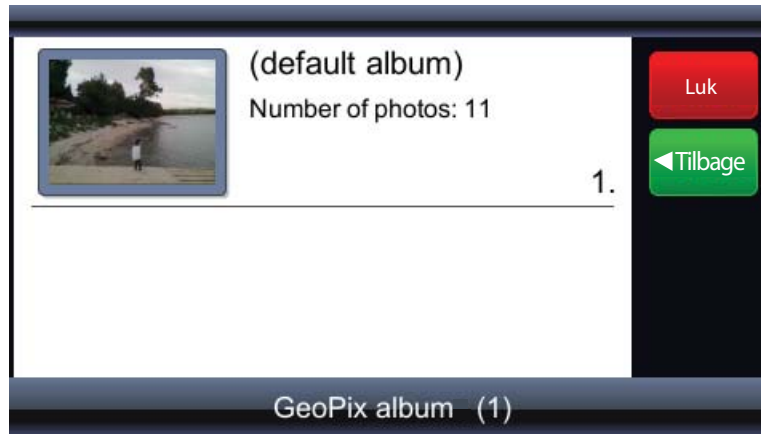 (default album)
Number of photos: 11
1.
Luk
Tilbage
GeoPix album (1)